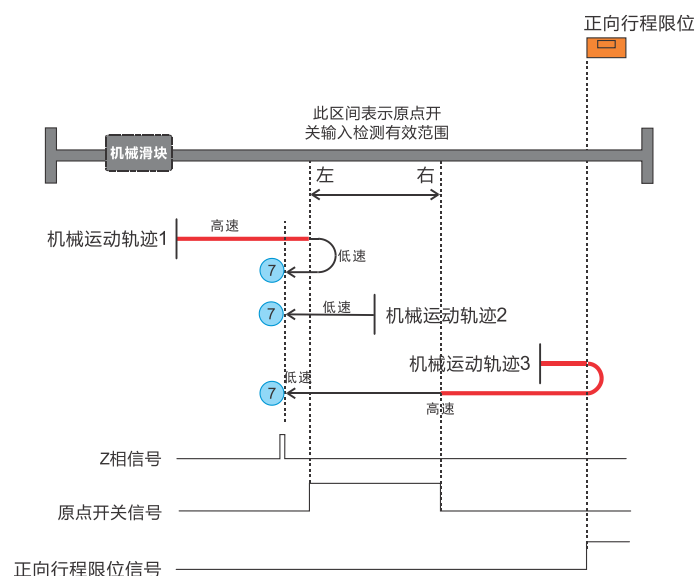 正向行程限位
此区间表示原点开
关输入检测有效范围
机械滑块
左
右
高速
机械运动轨迹1
低速
7
低速
7
机械运动轨迹2
机械运动轨迹3
低速
7
高速
Z相信号
原点开关信号
正向行程限位信号